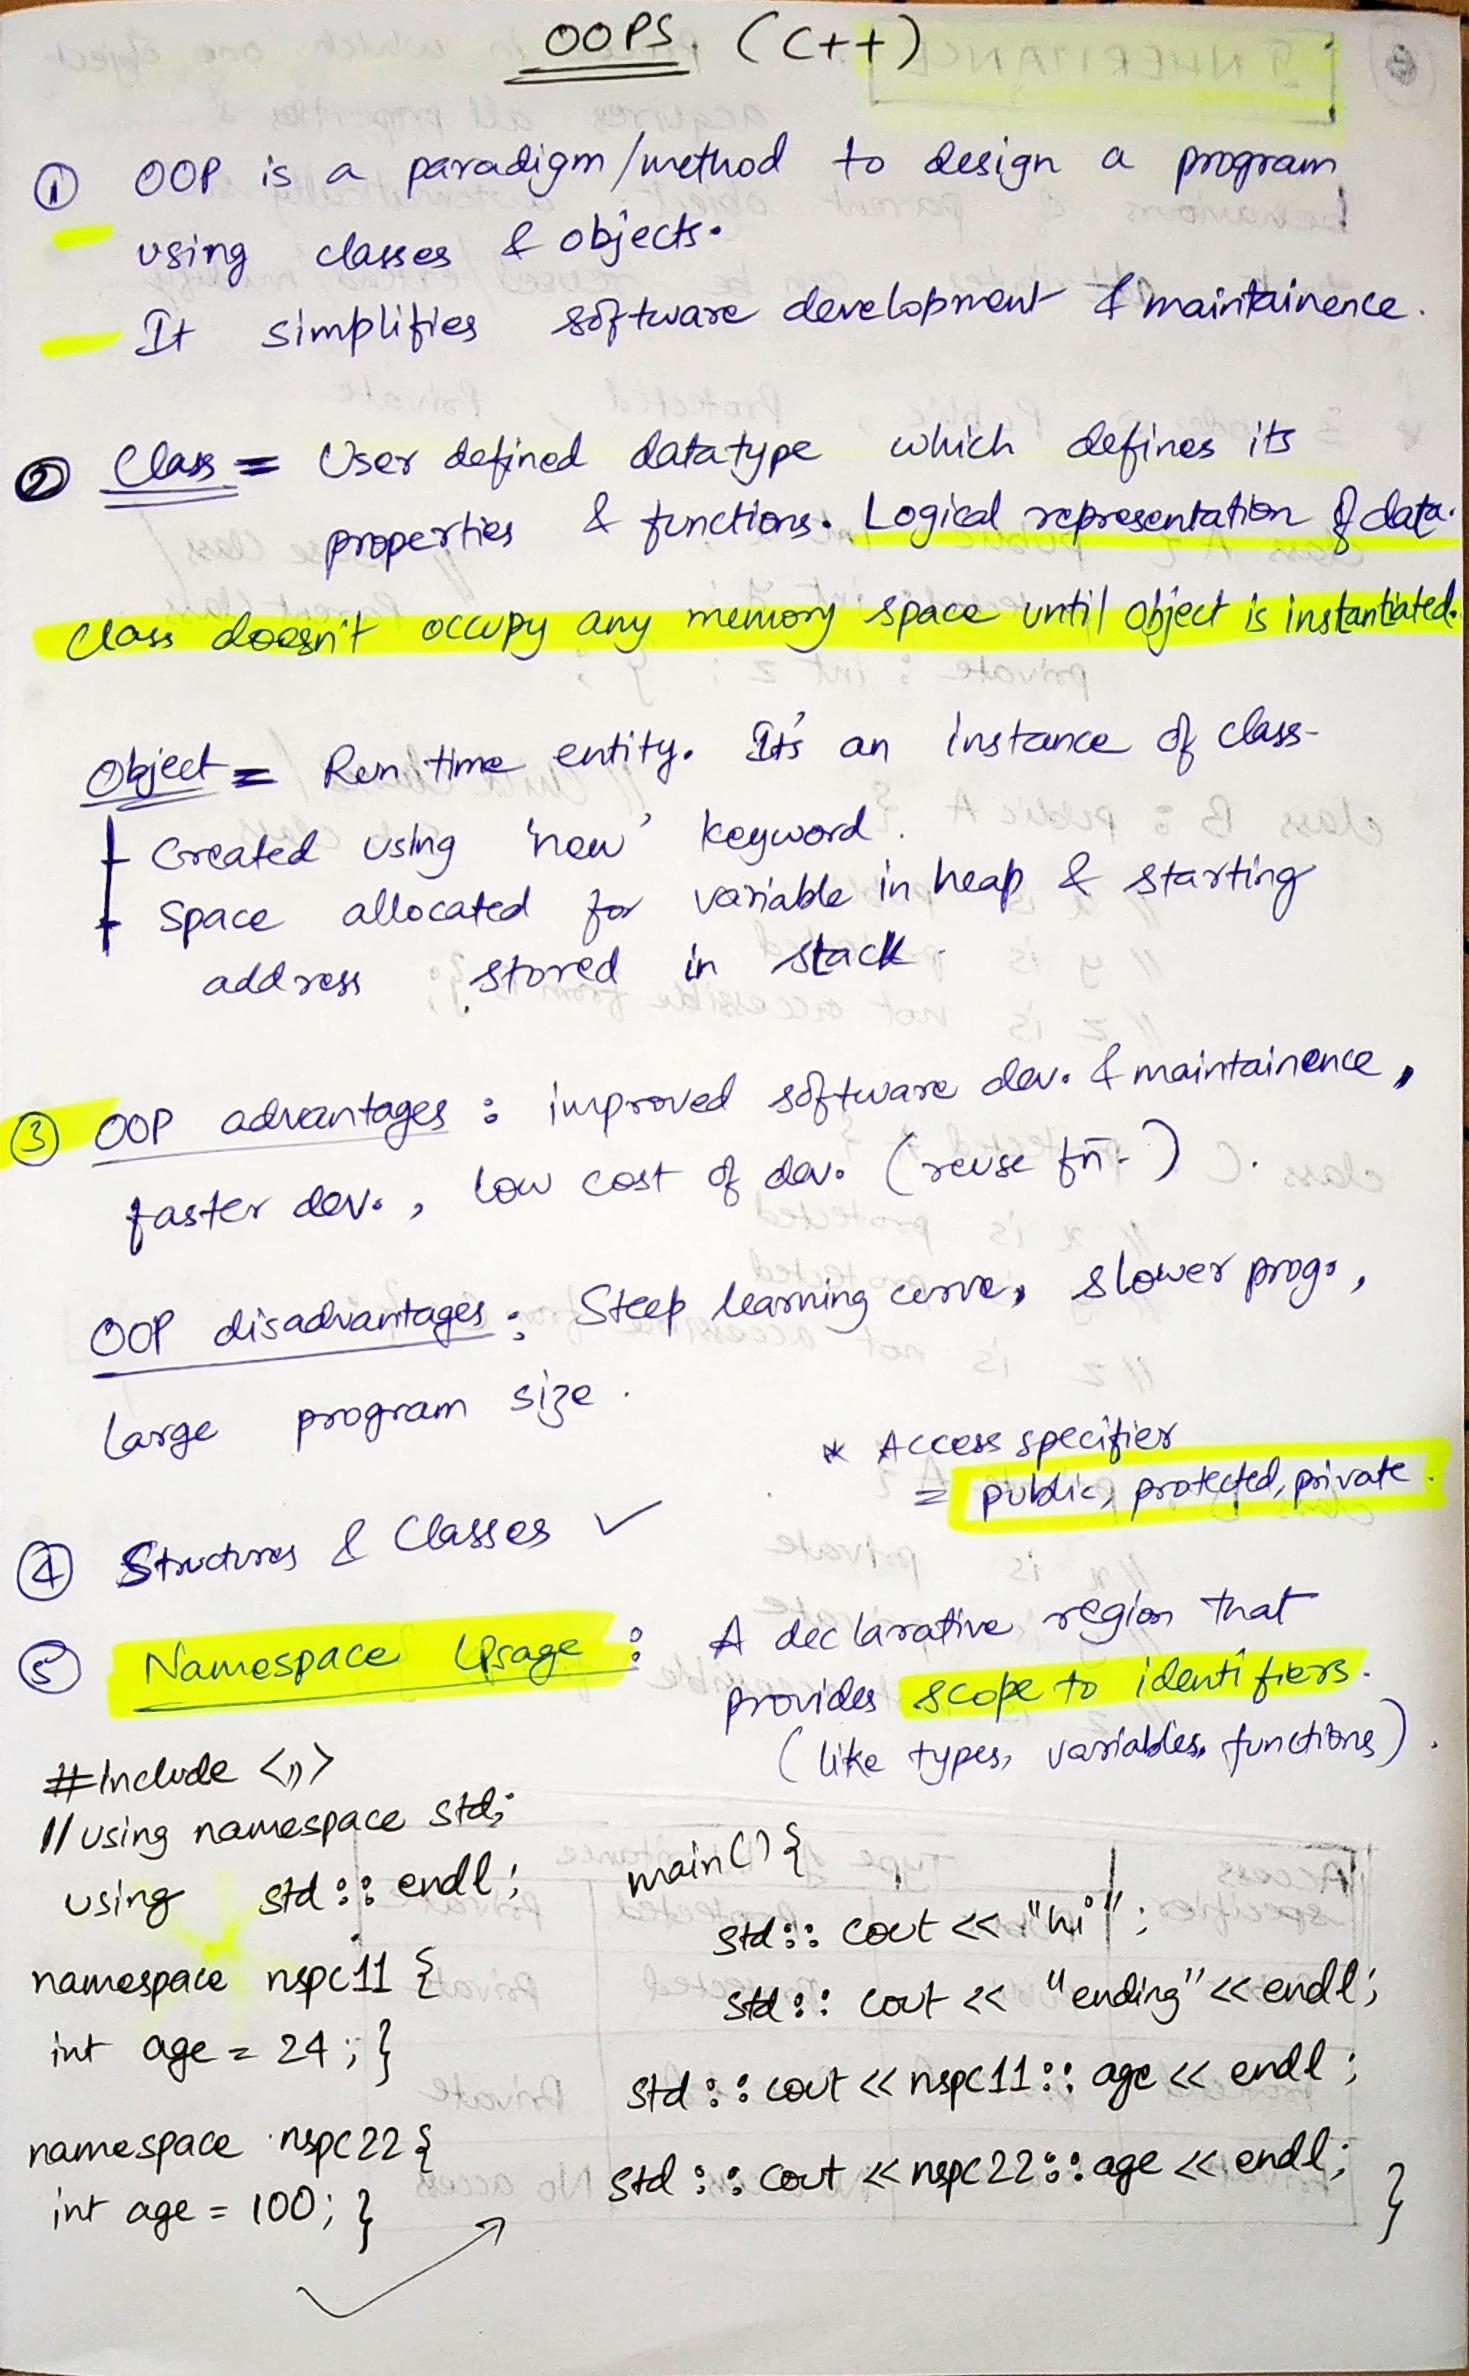 OOPS. (C++)
① OOP is a paradigm/method to design a program
using classes & objects.
- It simplifies software development & maintainence.
② Class = User defined datatype which defines its
properties & functions. Logical representation of data.
Class doesn't occupy any memory space until object is instantiated.
Object = Run time entity. It's an instance of class.
Created using 'new' keyword.
Space allocated for variable in heap & starting
address stored in stack.
③ OOP advantages : improved software dev. & maintainence,
faster dev., low cost of dev. (reuse fn.)
OOP disadvantages : Steep learning curve, slower prog.,
large program size.
* Access specifier
= public, protected, private.
④ Structures & Classes ✓
⑤ Namespace Usage : A declarative region that
provides scope to identifiers.
(like types, variables, functions).
#include <,,>
// using namespace std;
using std::endl;
namespace nspc11 {
int age = 24; }
namespace nspc22 {
int age = 100; }
main() {
std::cout << "hi";
std::cout << "ending" << endl;
std::cout << nspc11::age << endl;
std::cout << nspc22::age << endl; }